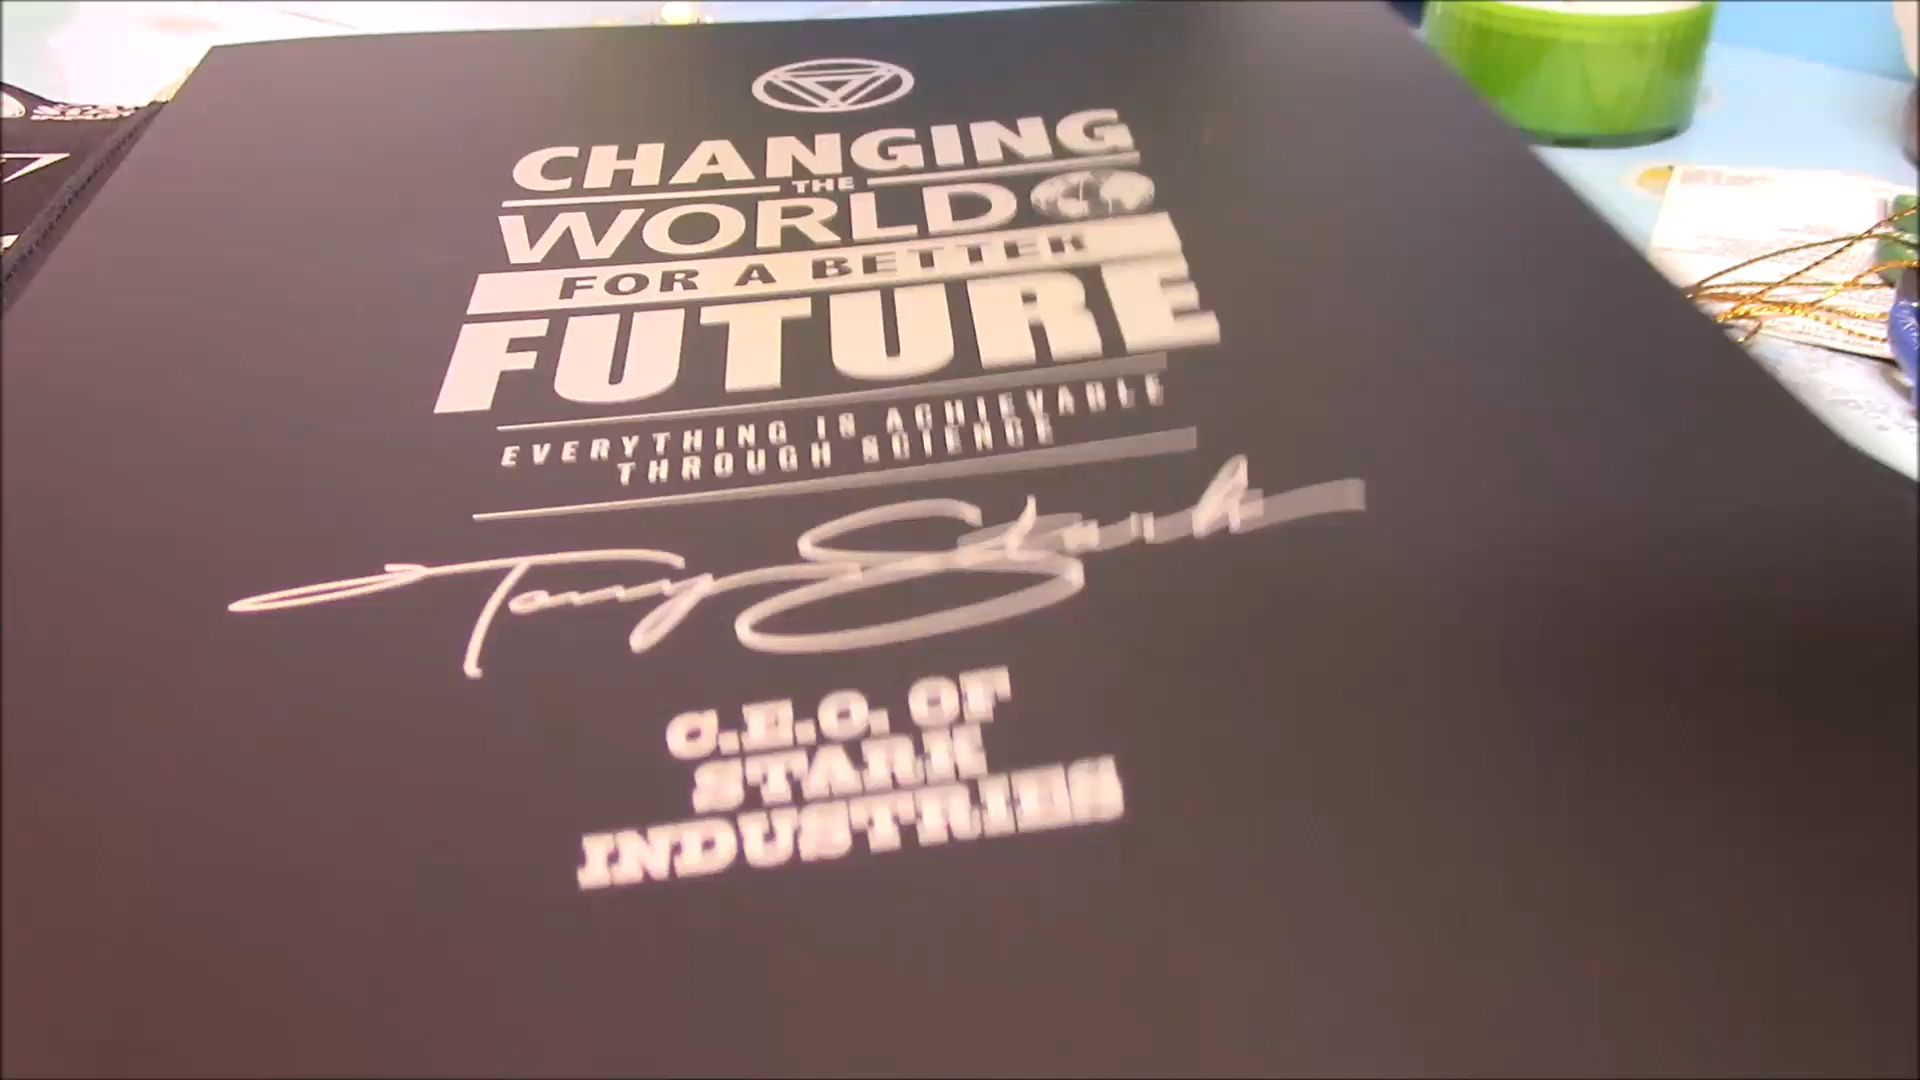 CHANGING
THE
WORLD
FOR A BETTER
FUTURE
EVERYTHING IS ACHIEVABLE
THROUGH SCIENCE
Tony Stark
C.E.O. OF
STARK
INDUSTRIES